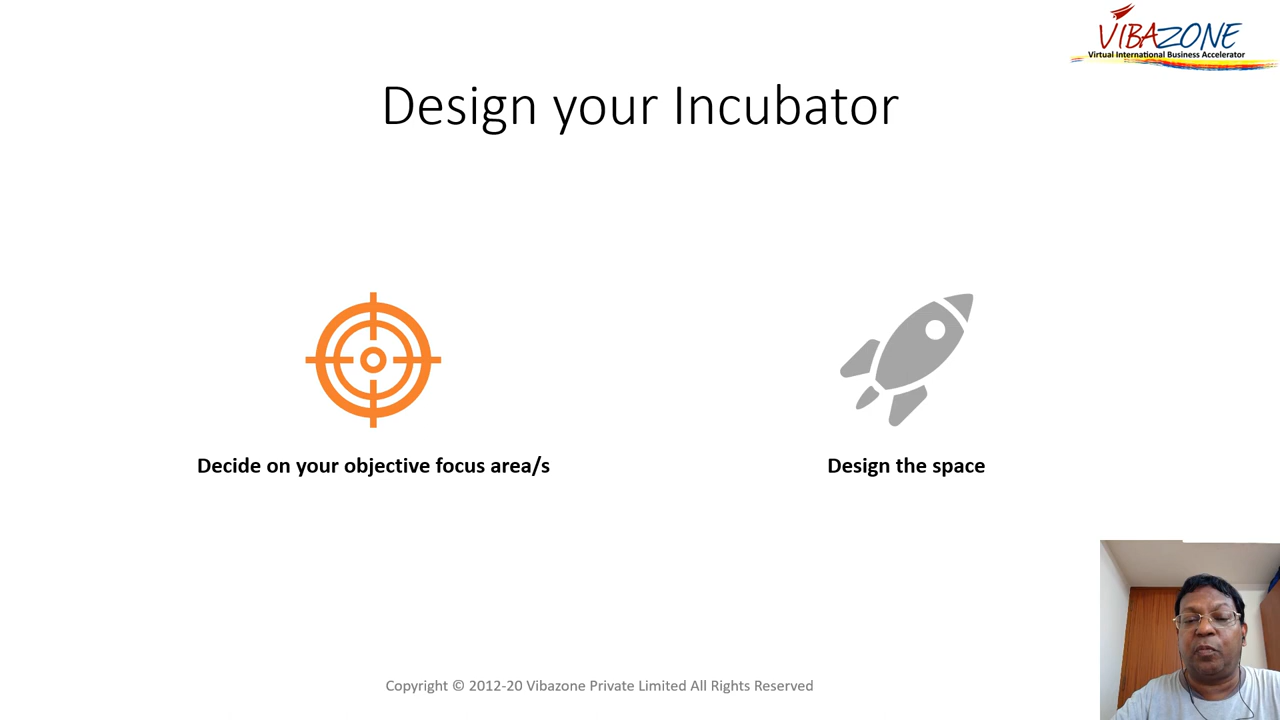 VIBAZONE
Virtual International Business Accelerator
Design your Incubator
Decide on your objective focus area/s
Design the space
Copyright © 2012-20 Vibazone Private Limited All Rights Reserved